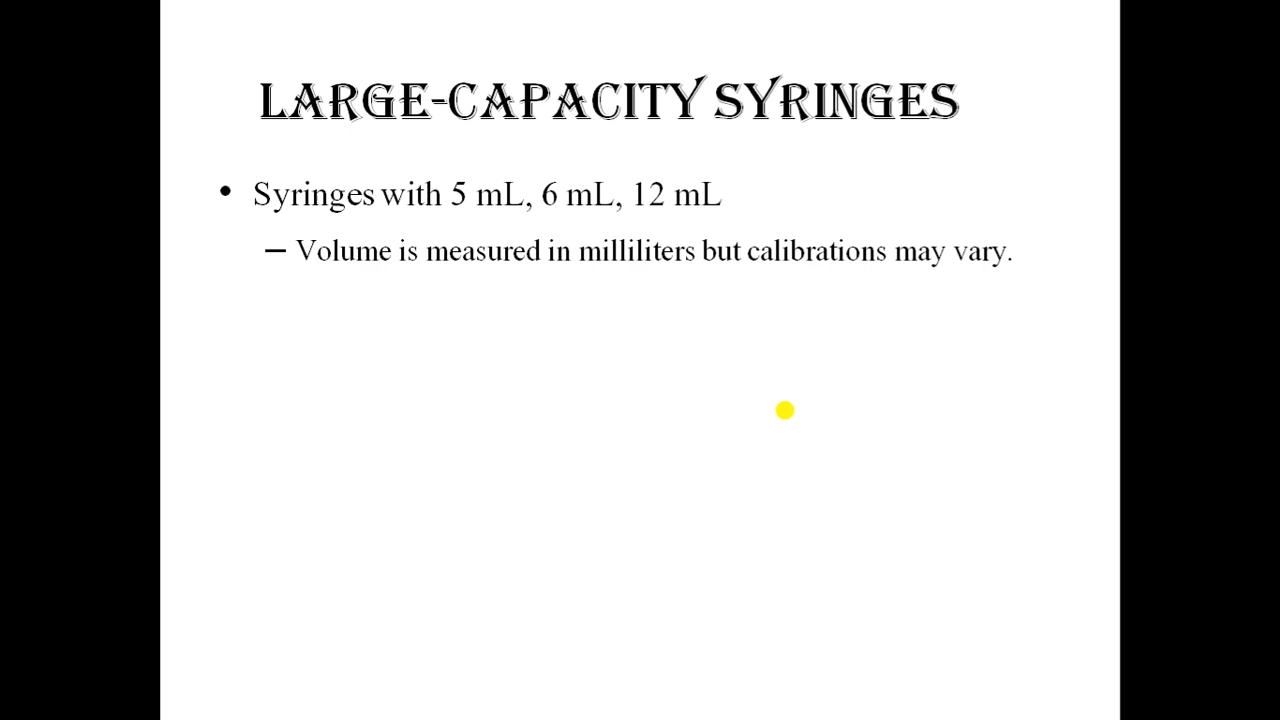 LARGE-CAPACITY SYRINGES
• Syringes with 5 mL, 6 mL, 12 mL
– Volume is measured in milliliters but calibrations may vary.